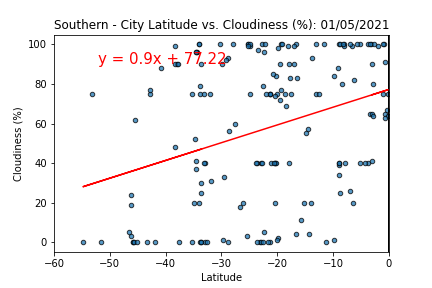 Southern - City Latitude vs. Cloudiness (%): 01/05/2021
y = 0.9x + 77.22
Cloudiness (%)
100
80
60
40
20
0
−60 −50 −40 −30 −20 −10 0
Latitude